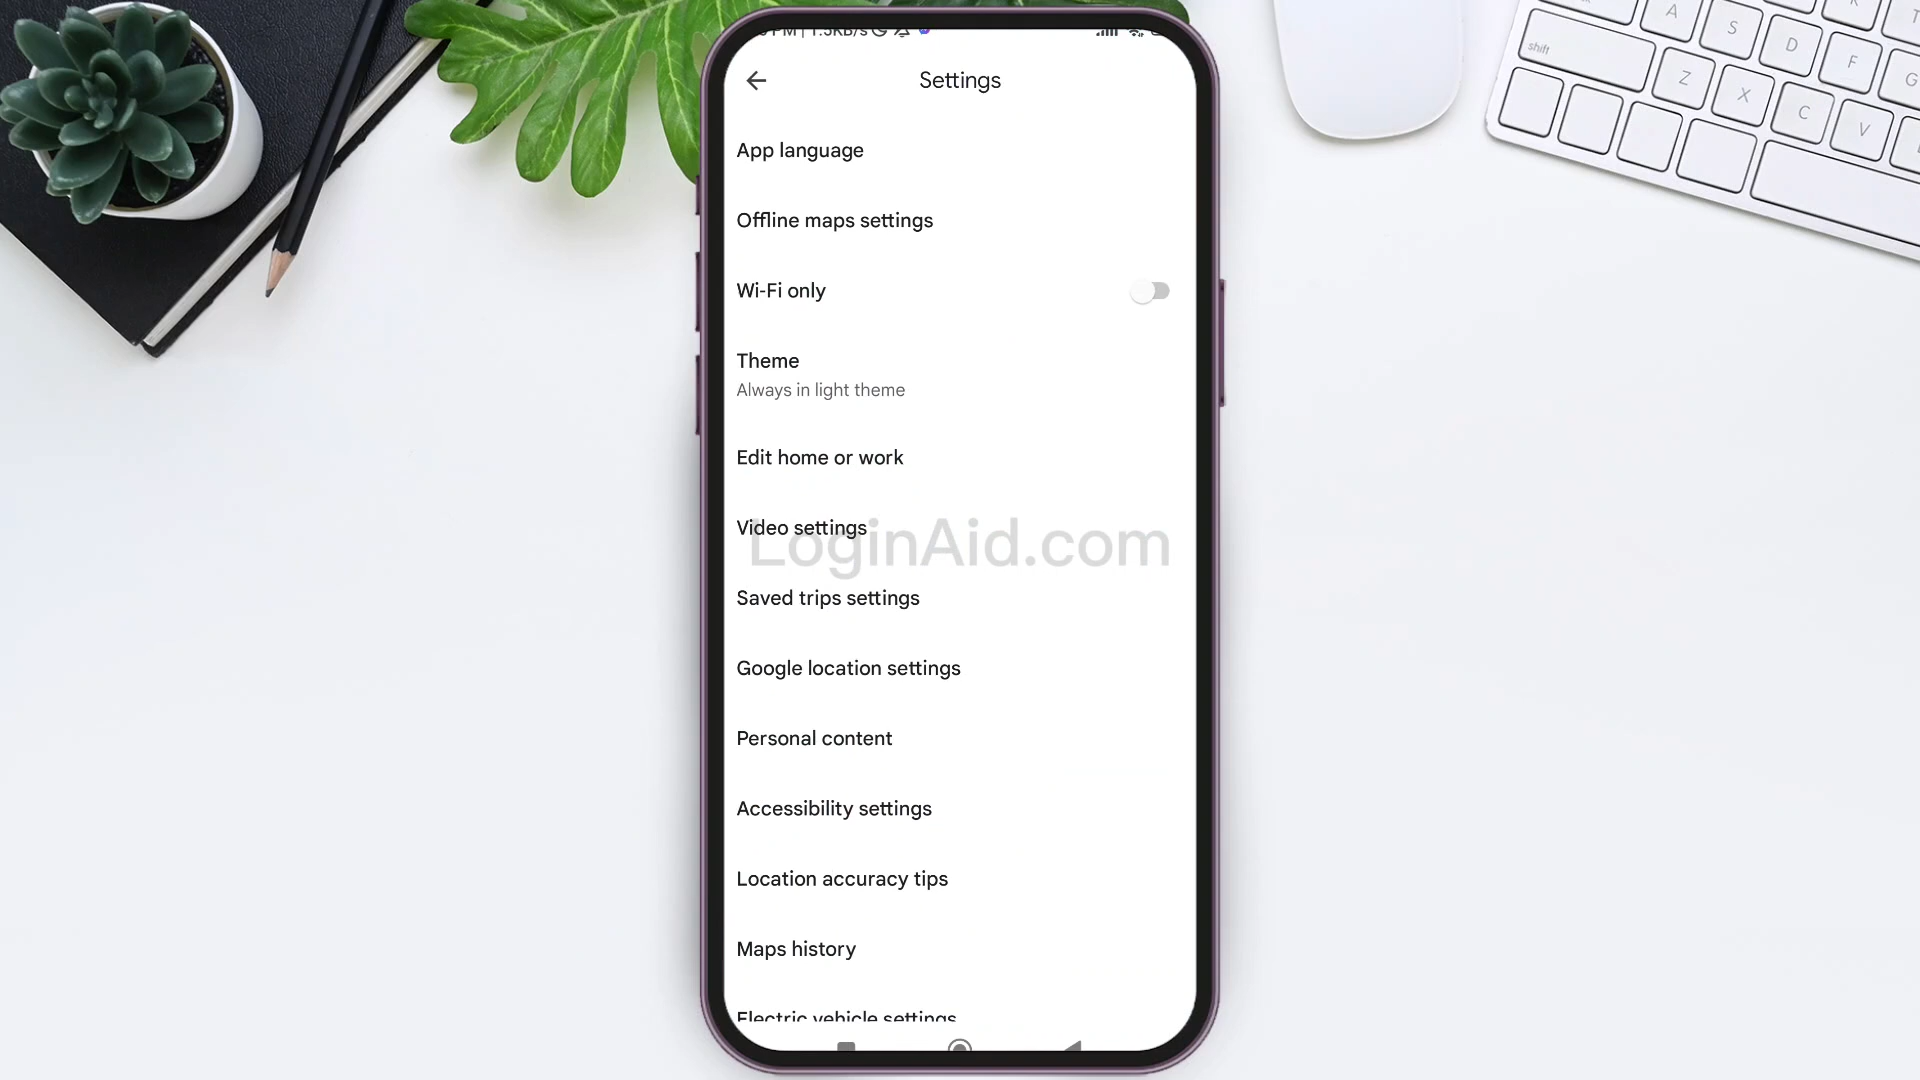 Settings
App language
Offline maps settings
Wi-Fi only
Theme
Always in light theme
Edit home or work
Video settings
LoginAid.com
Saved trips settings
Google location settings
Personal content
Accessibility settings
Location accuracy tips
Maps history
Electric vehicle settings
shift
A
S
D
F
G
Z
X
C
V